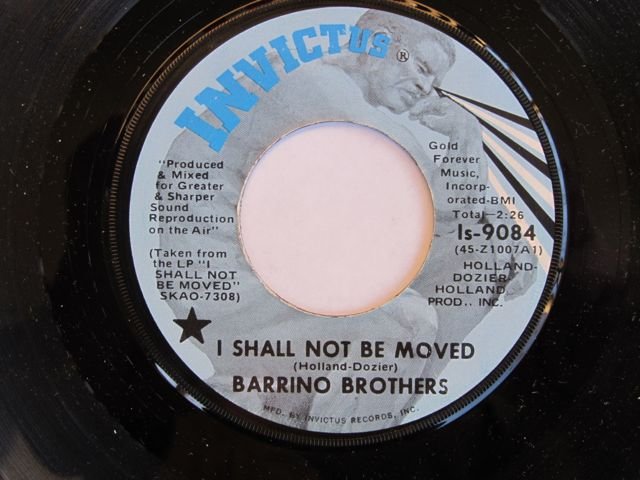 INVICTUS®
"Produced
& Mixed
for Greater
& Sharper
Sound
Reproduction
on the Air"
(Taken from
the LP "I
SHALL NOT
BE MOVED"
SKAO-7308)
Gold
Forever
Music,
Incorp-
orated-BMI
Total-2:26
Is-9084
(45-Z1007A1)
HOLLAND-
DOZIER
HOLLAND
PROD., INC.
I SHALL NOT BE MOVED
(Holland-Dozier)
BARRINO BROTHERS
MFD. BY INVICTUS RECORDS, INC.